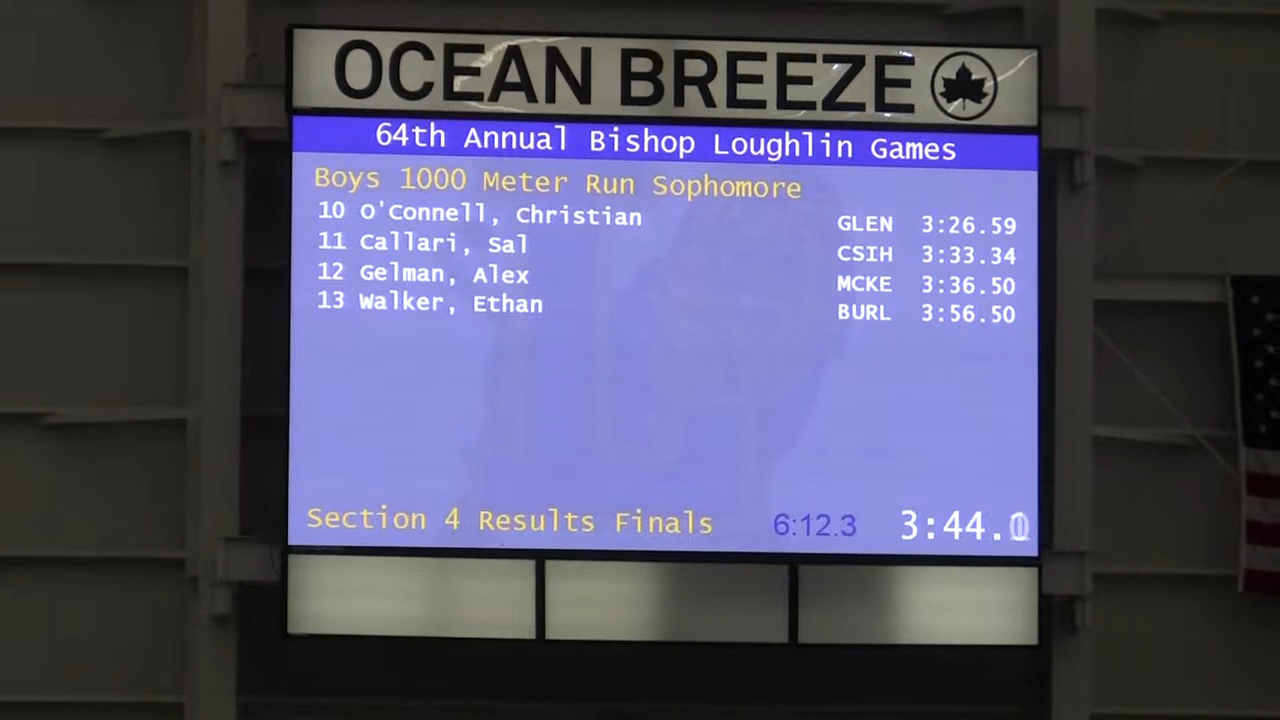 OCEAN BREEZE
64th Annual Bishop Loughlin Games
Boys 1000 Meter Run Sophomore
10 O'Connell, Christian GLEN 3:26.59
11 Callari, Sal CSIH 3:33.34
12 Gelman, Alex MCKE 3:36.50
13 Walker, Ethan BURL 3:56.50
Section 4 Results Finals 6:12.3 3:44.